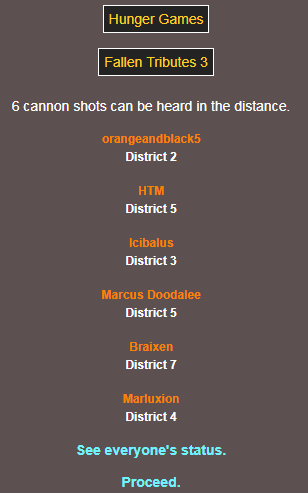 Hunger Games
Fallen Tributes 3
6 cannon shots can be heard in the distance.
orangeandblack5
District 2
HTM
District 5
Icibalus
District 3
Marcus Doodalee
District 5
Braixen
District 7
Marluxion
District 4
See everyone's status.
Proceed.